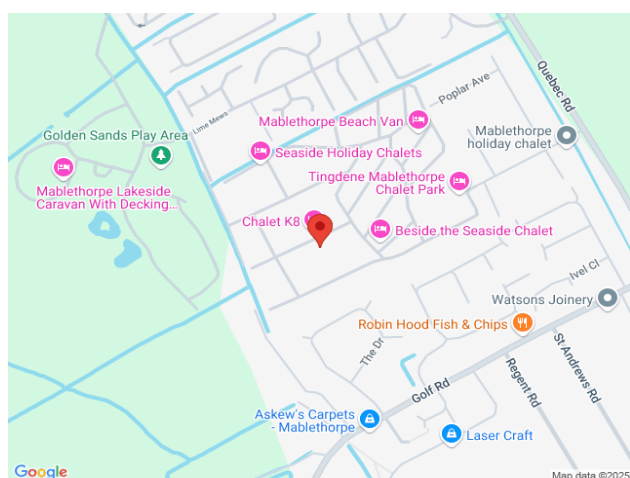 Quebec Rd
Poplar Ave
Lime Mews
Mablethorpe Beach Van
Golden Sands Play Area
Mablethorpe
holiday chalet
Seaside Holiday Chalets
Tingdene Mablethorpe
Chalet Park
Mablethorpe Lakeside
Caravan With Decking...
Chalet K8
Beside the Seaside Chalet
Ivel Cl
Watsons Joinery
Robin Hood Fish & Chips
The Dr
St Andrews Rd
Regent Rd
Golf Rd
Askew's Carpets
- Mablethorpe
Laser Craft
Google
Map data ©2025